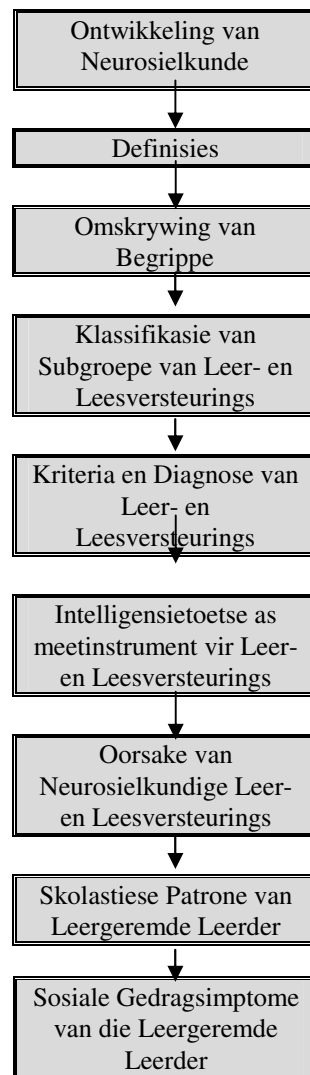 Ontwikkeling van
Neurosielkunde
Definisies
Omskrywing van
Begrippe
Klassifikasie van
Subgroepe van Leer- en
Leesversteurings
Kriteria en Diagnose van
Leer- en
Leesversteurings
Intelligensietoetse as
meetinstrument vir Leer-
en Leesversteurings
Oorsake van
Neurosielkundige Leer-
en Leesversteurings
Skolastiese Patrone van
Leergeremde Leerder
Sosiale Gedragsimptome
van die Leergeremde
Leerder